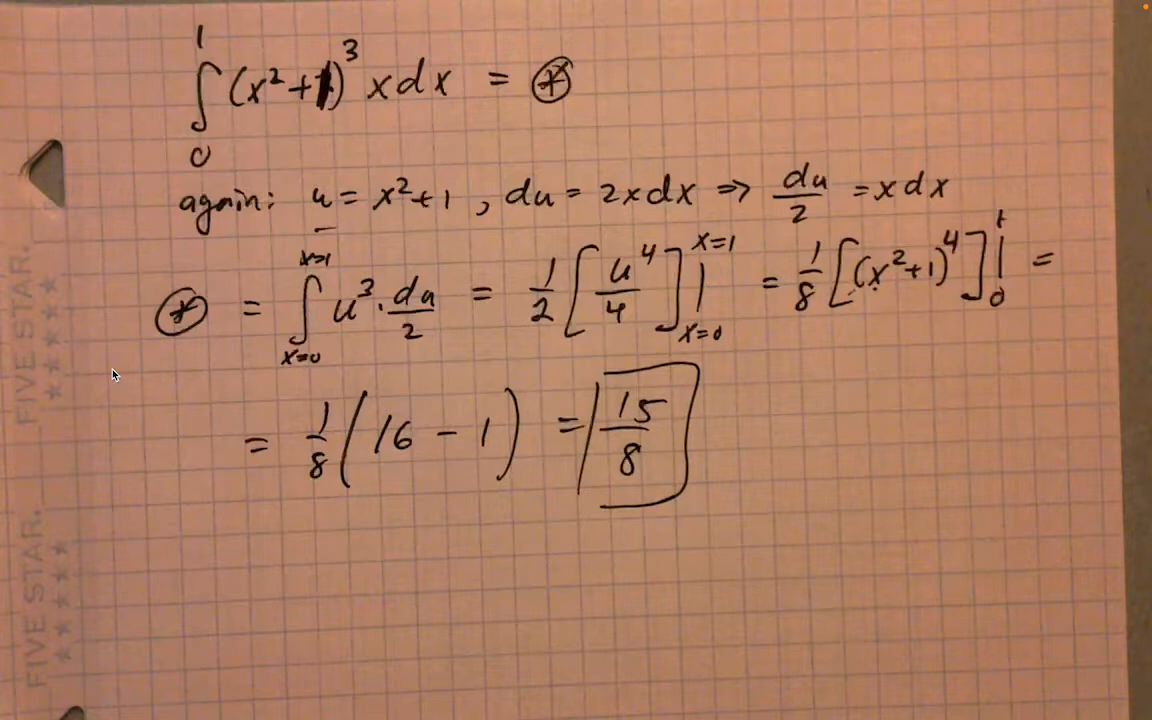 ∫₀¹ (x²+1)³ x dx = ⊛
again: u = x²+1, du = 2x dx ⇒ du/2 = x dx
⊛ = ∫_{x=0}^{x=1} u³ · du/2 = 1/2 [u⁴/4] |_{x=0}^{x=1} = 1/8 [(x²+1)⁴] |₀¹ =
= 1/8 (16 - 1) = 15/8
FIVE STAR. ★★★★★
FIVE STAR. ★★★★★